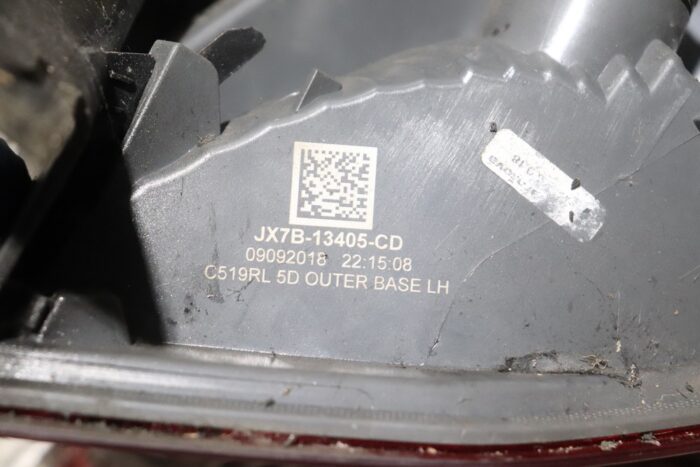 JX7B-13405-CD
09092018 22:15:08
C519RL 5D OUTER BASE LH